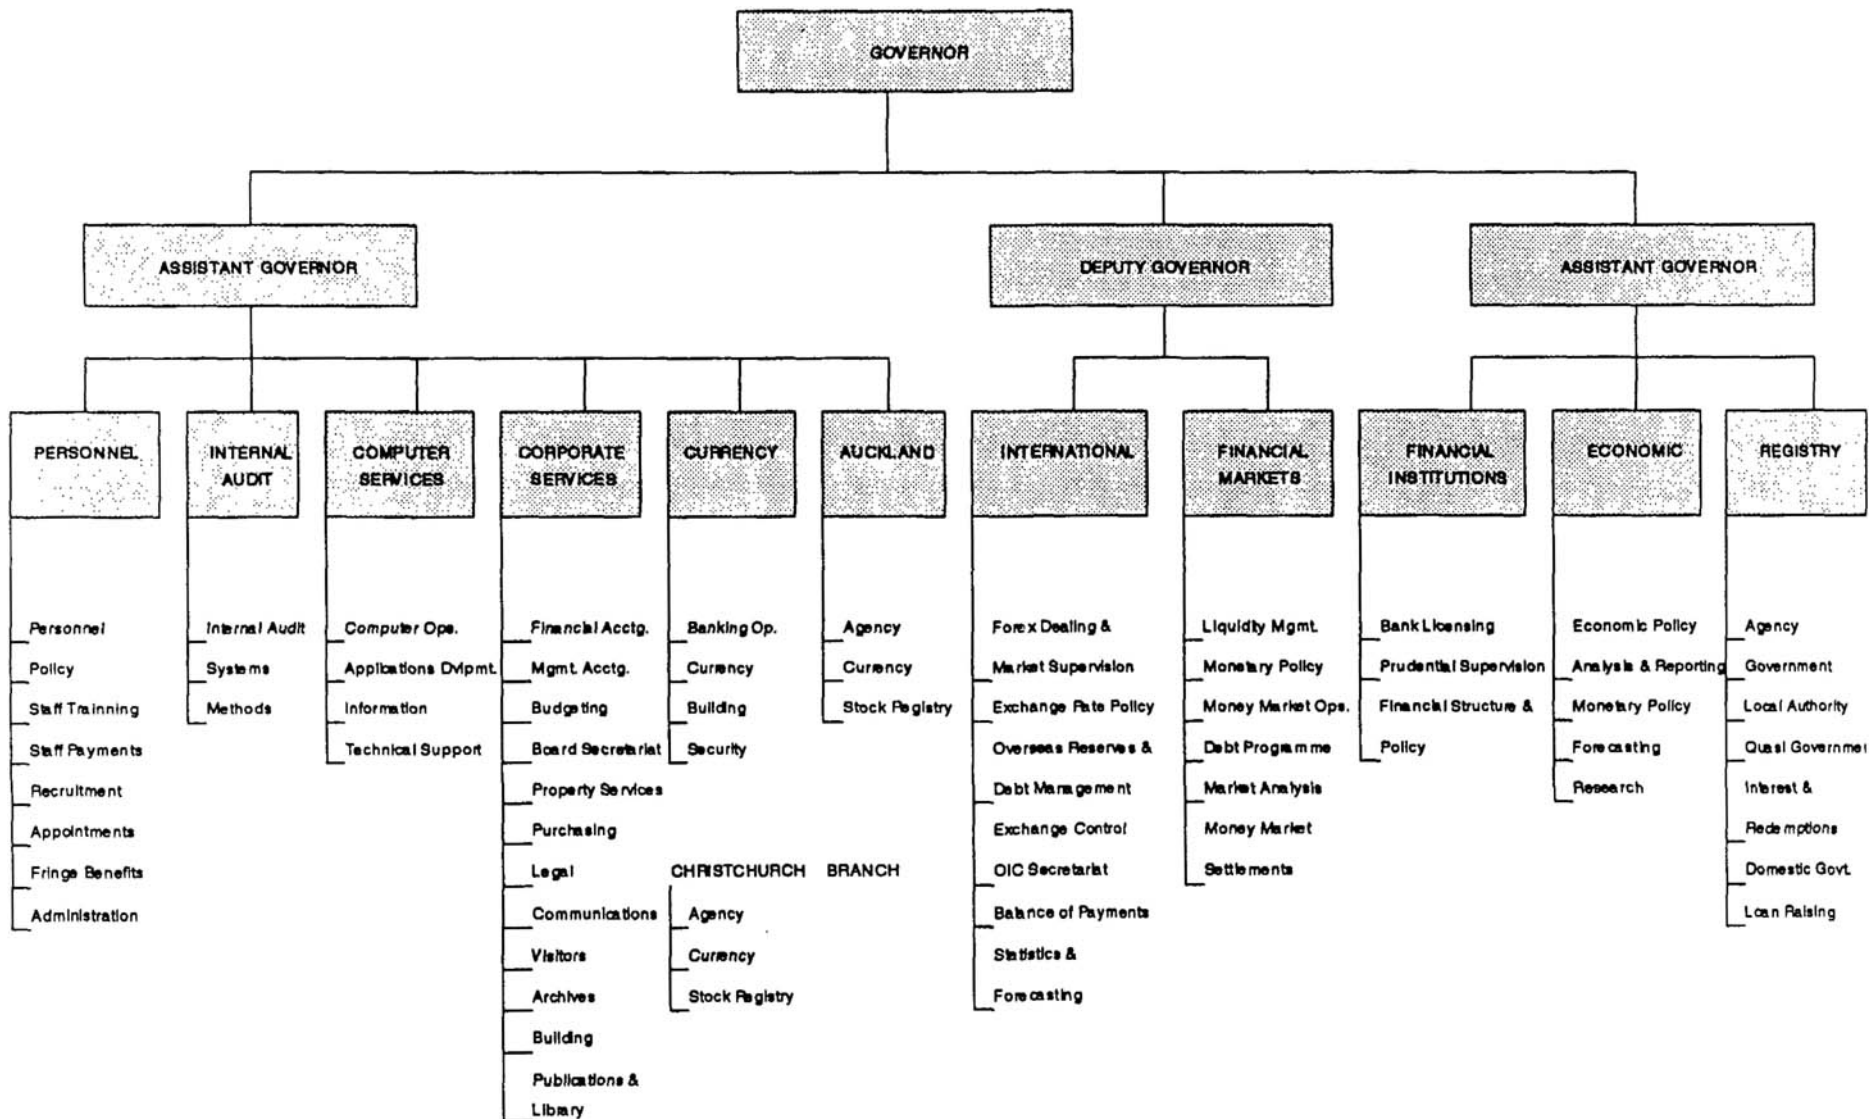 GOVERNOR
ASSISTANT GOVERNOR
DEPUTY GOVERNOR
ASSISTANT GOVERNOR
PERSONNEL
INTERNAL
AUDIT
COMPUTER
SERVICES
CORPORATE
SERVICES
CURRENCY
AUCKLAND
INTERNATIONAL
FINANCIAL
MARKETS
FINANCIAL
INSTITUTIONS
ECONOMIC
REGISTRY
Personnel
Policy
Staff Trainning
Staff Payments
Recruitment
Appointments
Fringe Benefits
Administration
Internal Audit
Systems
Methods
Computer Ops.
Applications Dvlpmt.
Information
Technical Support
Financial Acctg.
Mgmt. Acctg.
Budgeting
Board Secretariat
Property Services
Purchasing
Legal
Communications
Visitors
Archives
Building
Publications &
Library
Banking Op.
Currency
Building
Security
CHRISTCHURCH BRANCH
Agency
Currency
Stock Registry
Agency
Currency
Stock Registry
Forex Dealing &
Market Supervision
Exchange Rate Policy
Overseas Reserves &
Debt Management
Exchange Control
OIC Secretariat
Balance of Payments
Statistics &
Forecasting
Liquidity Mgmt.
Monetary Policy
Money Market Ops.
Debt Programme
Market Analysis
Money Market
Settlements
Bank Licensing
Prudential Supervision
Financial Structure &
Policy
Economic Policy
Analysis & Reporting
Monetary Policy
Forecasting
Research
Agency
Government
Local Authority
Quasi Governmer
Interest &
Redemptions
Domestic Govt.
Loan Raising